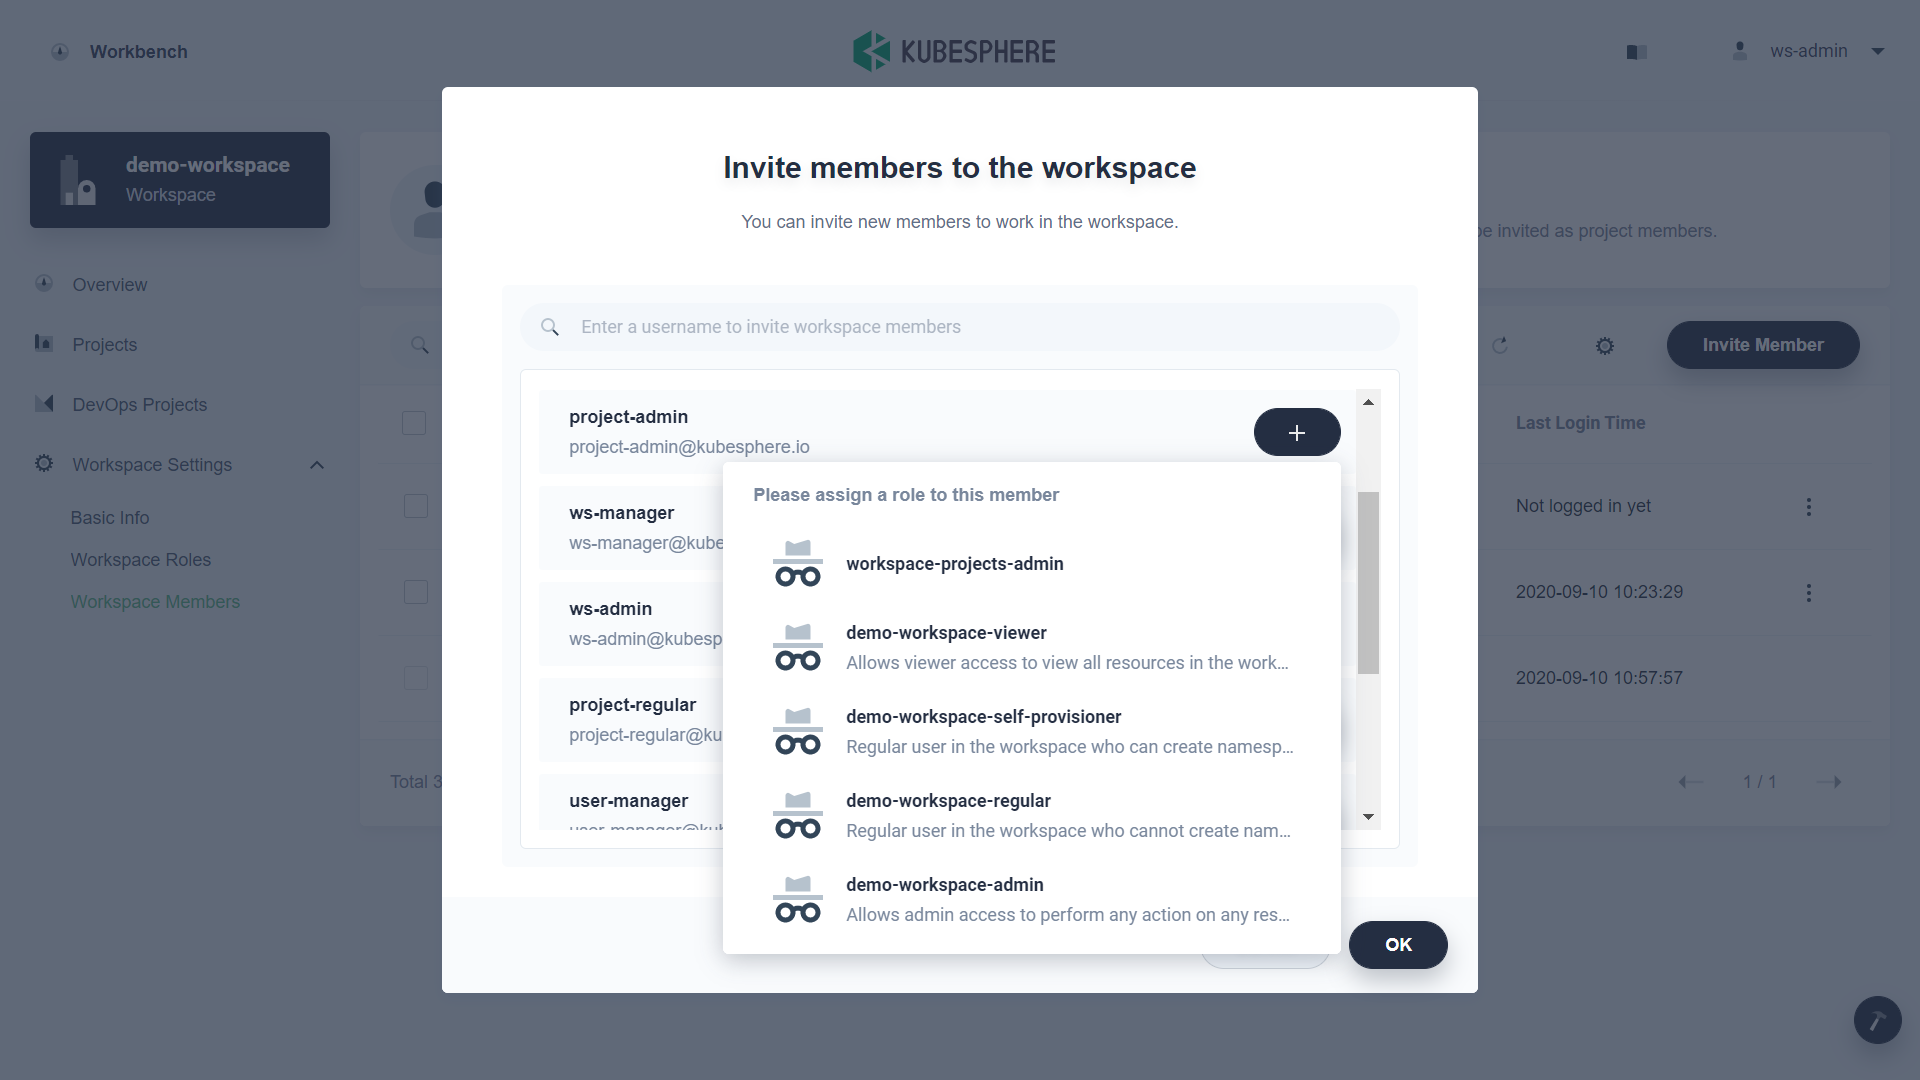 Workbench
KUBESPHERE
ws-admin
demo-workspace
Workspace
Overview
Projects
DevOps Projects
Workspace Settings
Basic Info
Workspace Roles
Workspace Members
be invited as project members.
Invite Member
Last Login Time
Not logged in yet
2020-09-10 10:23:29
2020-09-10 10:57:57
Total 3
1 / 1
Invite members to the workspace
You can invite new members to work in the workspace.
Enter a username to invite workspace members
project-admin
project-admin@kubesphere.io
ws-manager
ws-manager@kube
ws-admin
ws-admin@kubesp
project-regular
project-regular@ku
user-manager
user-manager@kub
Please assign a role to this member
workspace-projects-admin
demo-workspace-viewer
Allows viewer access to view all resources in the work...
demo-workspace-self-provisioner
Regular user in the workspace who can create namesp...
demo-workspace-regular
Regular user in the workspace who cannot create nam...
demo-workspace-admin
Allows admin access to perform any action on any res...
OK